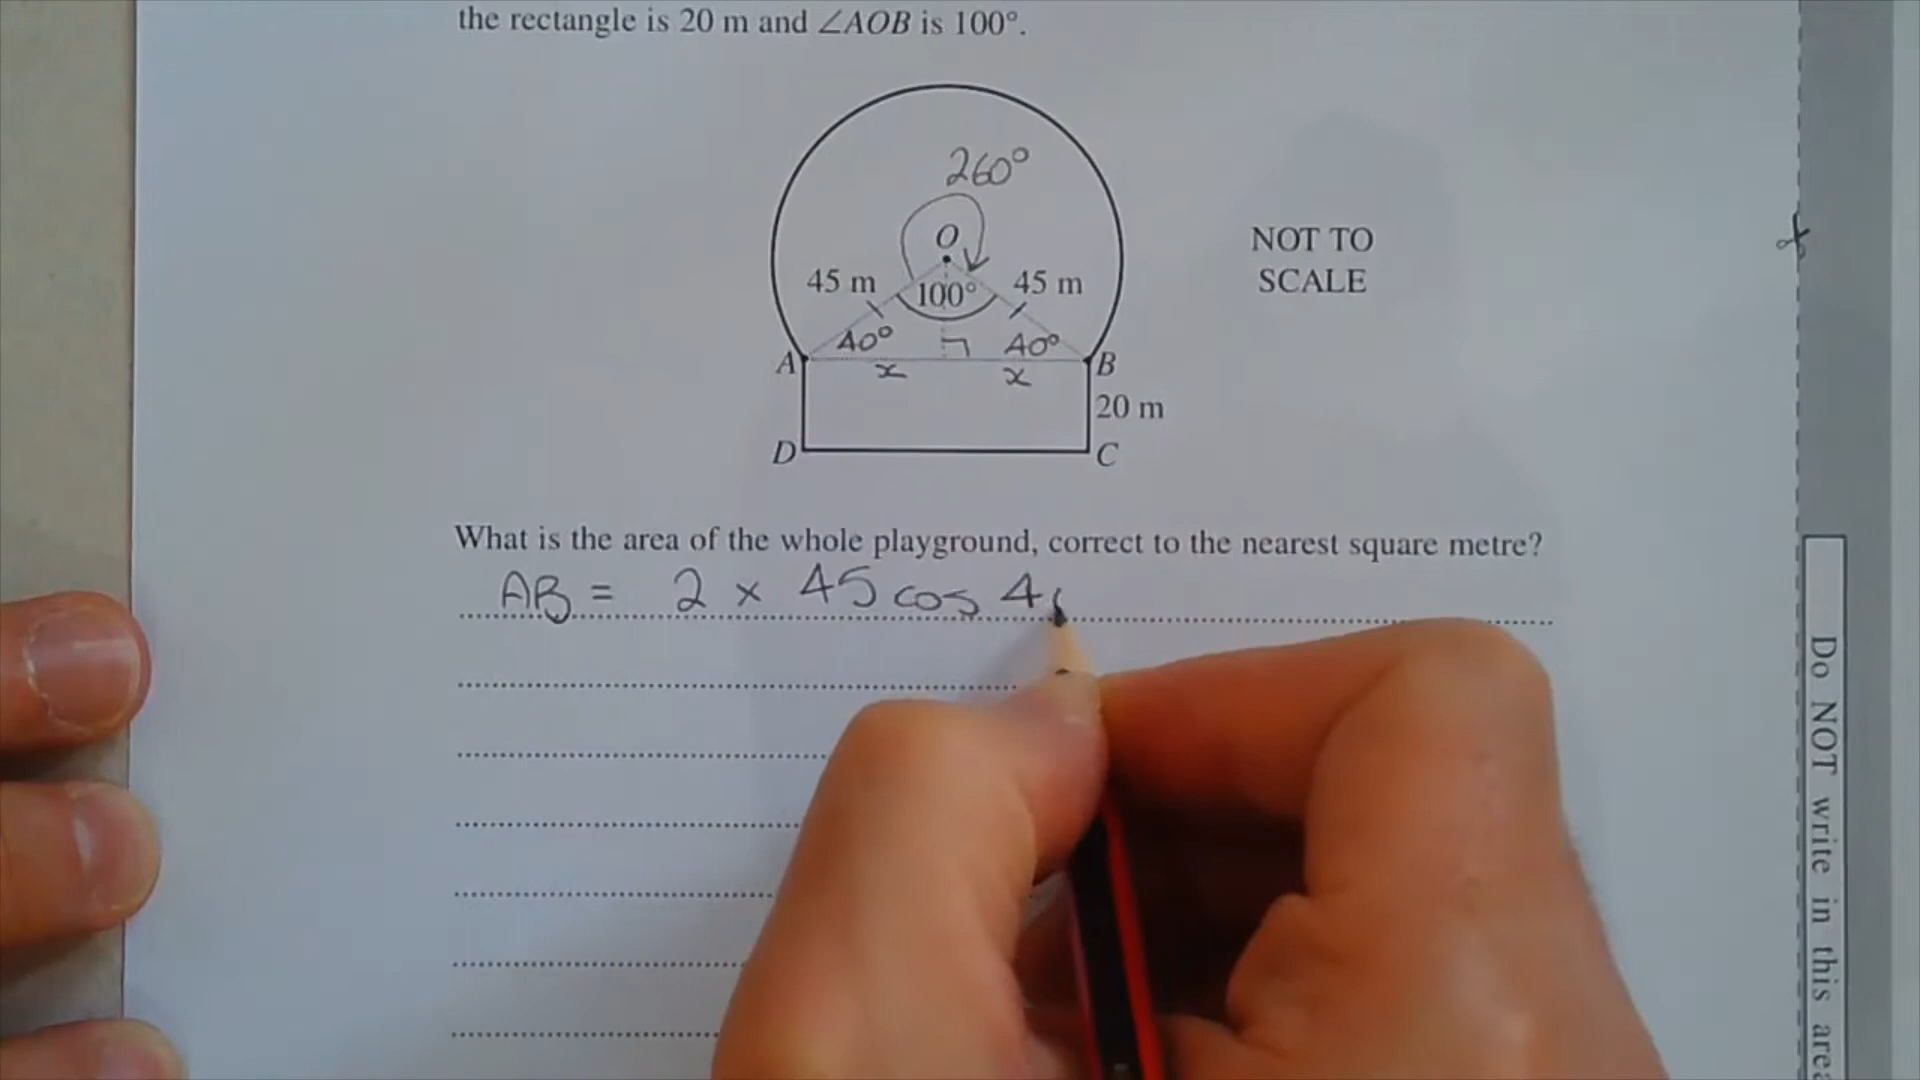 the rectangle is 20 m and ∠AOB is 100°.
260°
O
45 m
100°
45 m
NOT TO
SCALE
40°
40°
A
x
x
B
20 m
D
C
What is the area of the whole playground, correct to the nearest square metre?
AB = 2 × 45 cos 4
Do NOT write in this area